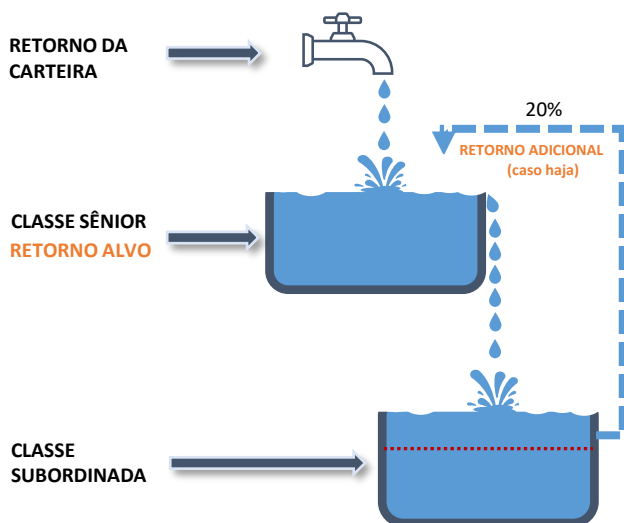 RETORNO DA
CARTEIRA
20%
RETORNO ADICIONAL
(caso haja)
CLASSE SÊNIOR
RETORNO ALVO
CLASSE
SUBORDINADA